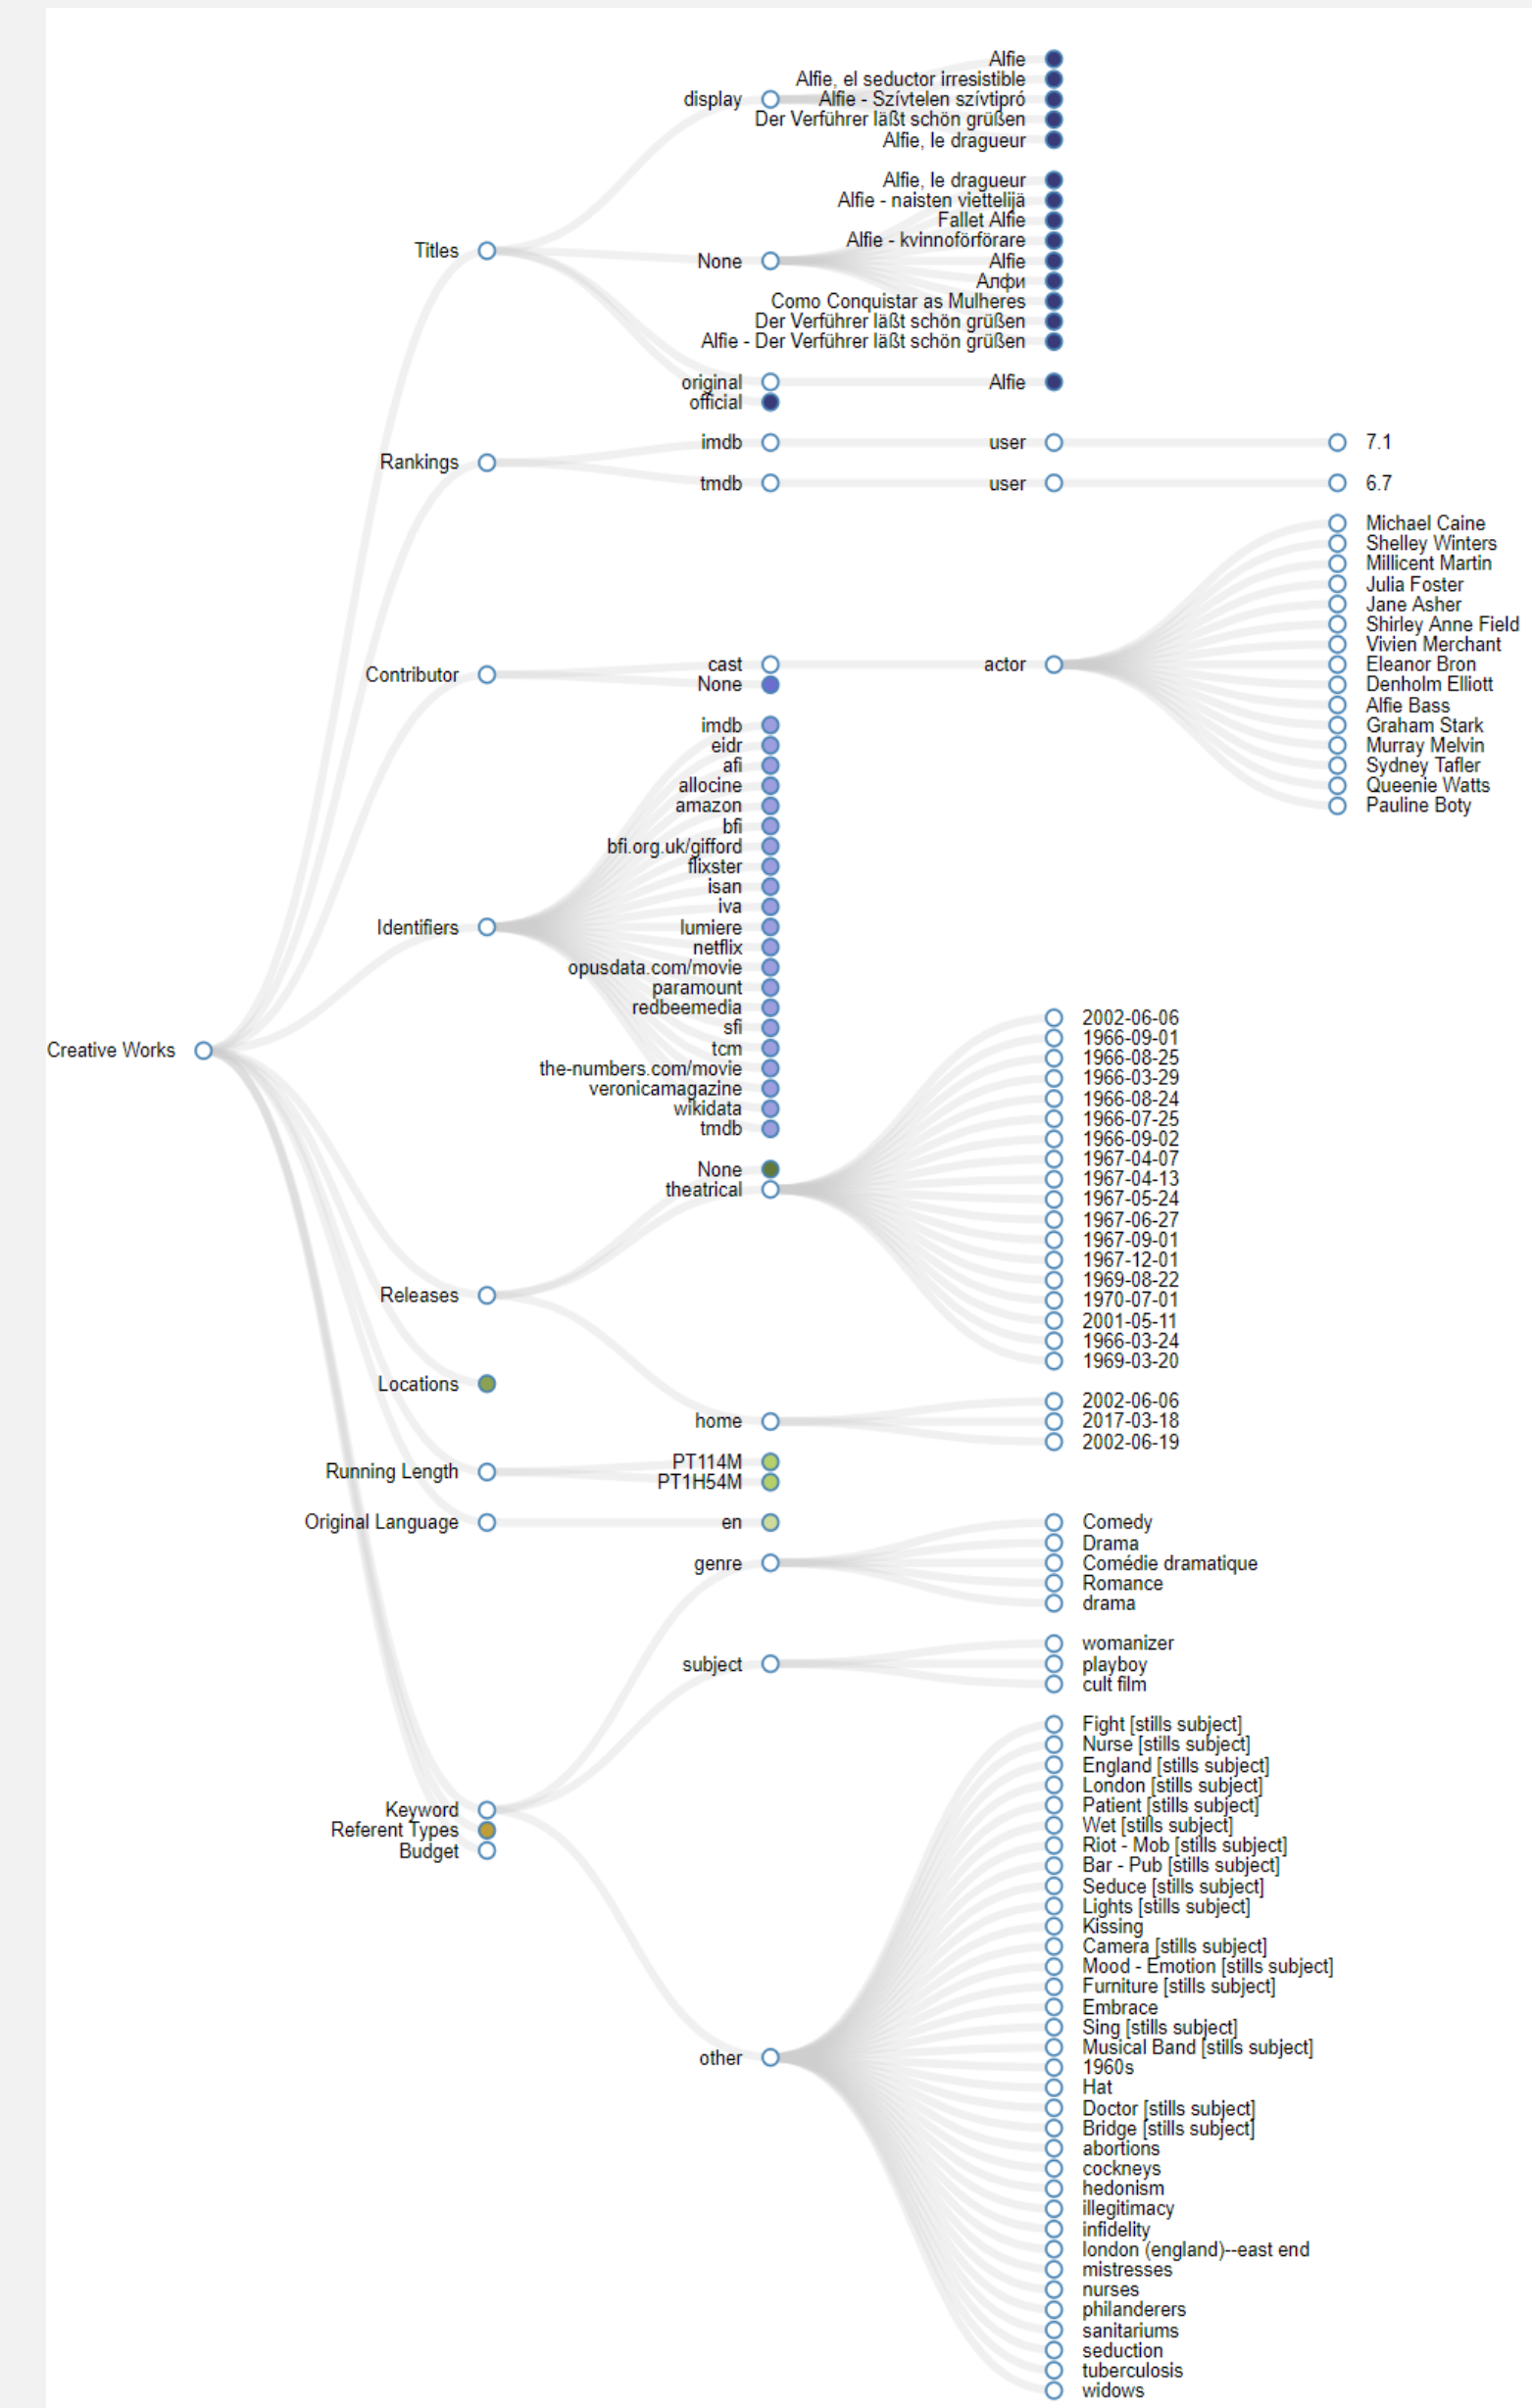 Creative Works
Titles
display
Alfie
Alfie, el seductor irresistible
Alfie - Szívtelen szívtipró
Der Verführer läßt schön grüßen
Alfie, le dragueur
None
Alfie, le dragueur
Alfie - naisten viettelijä
Fallet Alfie
Alfie - kvinnoförförare
Alfie
Алфи
Como Conquistar as Mulheres
Der Verführer läßt schön grüßen
Alfie - Der Verführer läßt schön grüßen
original
Alfie
official
Rankings
imdb
user
7.1
tmdb
user
6.7
Contributor
cast
actor
Michael Caine
Shelley Winters
Millicent Martin
Julia Foster
Jane Asher
Shirley Anne Field
Vivien Merchant
Eleanor Bron
Denholm Elliott
Alfie Bass
Graham Stark
Murray Melvin
Sydney Tafler
Queenie Watts
Pauline Boty
None
Identifiers
imdb
eidr
afi
allocine
amazon
bfi
bfi.org.uk/gifford
flixster
isan
iva
lumiere
netflix
opusdata.com/movie
paramount
redbeemedia
sfi
tcm
the-numbers.com/movie
veronicamagazine
wikidata
tmdb
Releases
None
theatrical
2002-06-06
1966-09-01
1966-08-25
1966-03-29
1966-08-24
1966-07-25
1966-09-02
1967-04-07
1967-04-13
1967-05-24
1967-06-27
1967-09-01
1967-12-01
1969-08-22
1970-07-01
2001-05-11
1966-03-24
1969-03-20
home
2002-06-06
2017-03-18
2002-06-19
Locations
Running Length
PT114M
PT1H54M
Original Language
en
Keyword
genre
Comedy
Drama
Comédie dramatique
Romance
drama
subject
womanizer
playboy
cult film
other
Fight [stills subject]
Nurse [stills subject]
England [stills subject]
London [stills subject]
Patient [stills subject]
Wet [stills subject]
Riot - Mob [stills subject]
Bar - Pub [stills subject]
Seduce [stills subject]
Lights [stills subject]
Kissing
Camera [stills subject]
Mood - Emotion [stills subject]
Furniture [stills subject]
Embrace
Sing [stills subject]
Musical Band [stills subject]
1960s
Hat
Doctor [stills subject]
Bridge [stills subject]
abortions
cockneys
hedonism
illegitimacy
infidelity
london (england)--east end
mistresses
nurses
philanderers
sanitariums
seduction
tuberculosis
widows
Referent Types
Budget